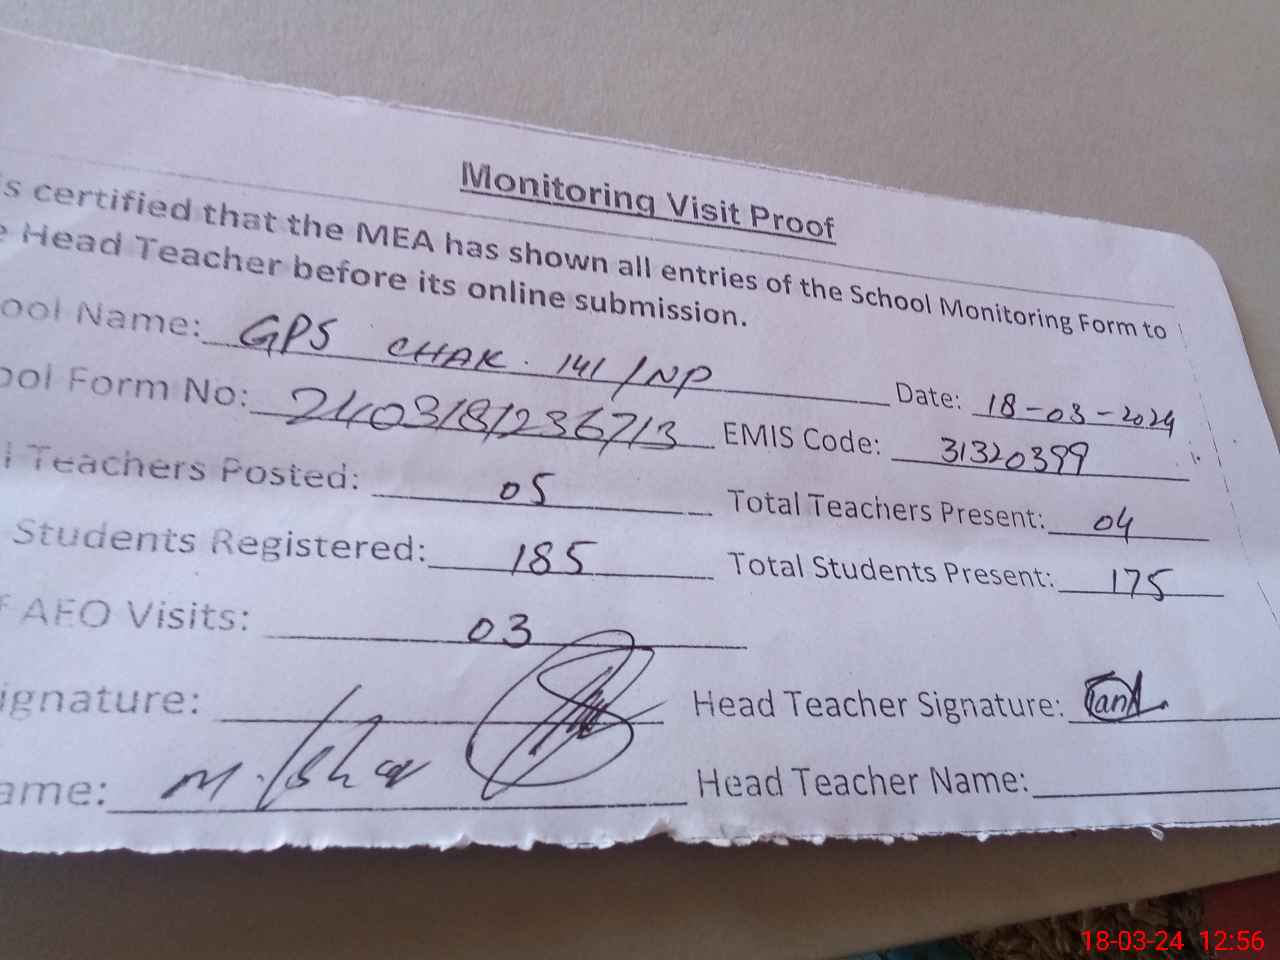 Monitoring Visit Proof
s certified that the MEA has shown all entries of the School Monitoring Form to
e Head Teacher before its online submission.
ool Name: GPS CHAK. 141/NP Date: 18-03-2024
ool Form No: 240318123671 3 EMIS Code: 31320399
l Teachers Posted: 05 Total Teachers Present: 04
Students Registered: 185 Total Students Present: 175
f AEO Visits: 03
ignature: Head Teacher Signature:
ame: Head Teacher Name:
18-03-24 12:56